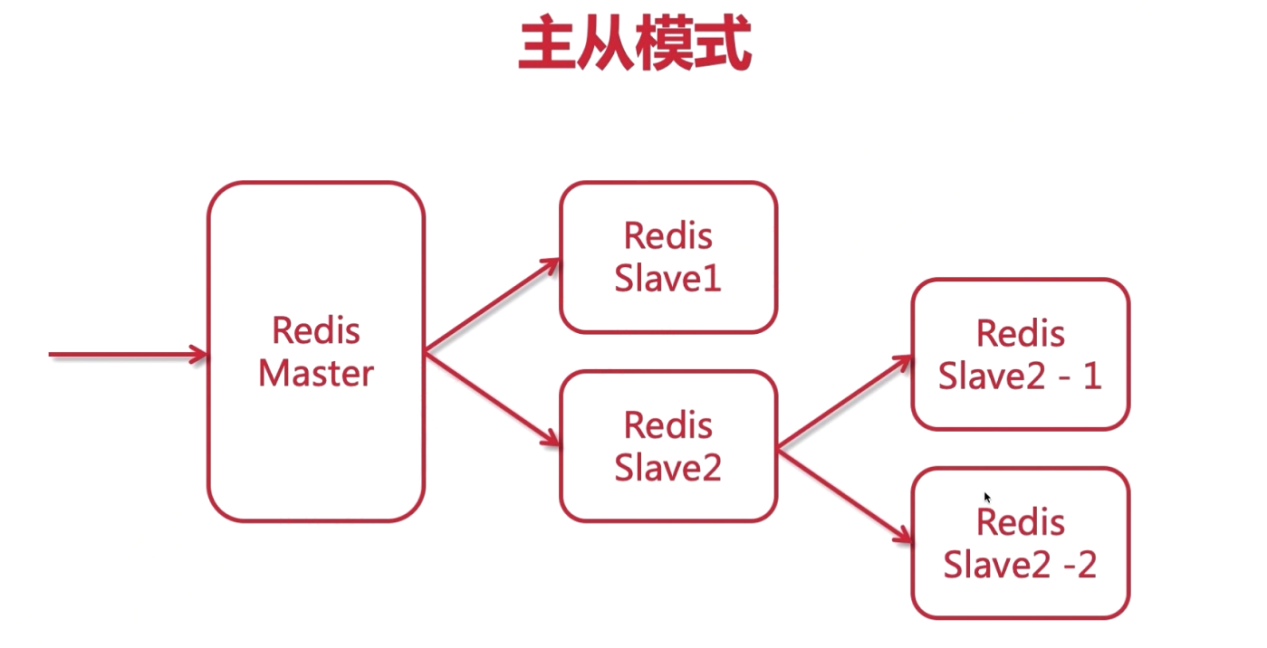 主从模式
Redis
Master
Redis
Slave1
Redis
Slave2
Redis
Slave2 - 1
Redis
Slave2 -2